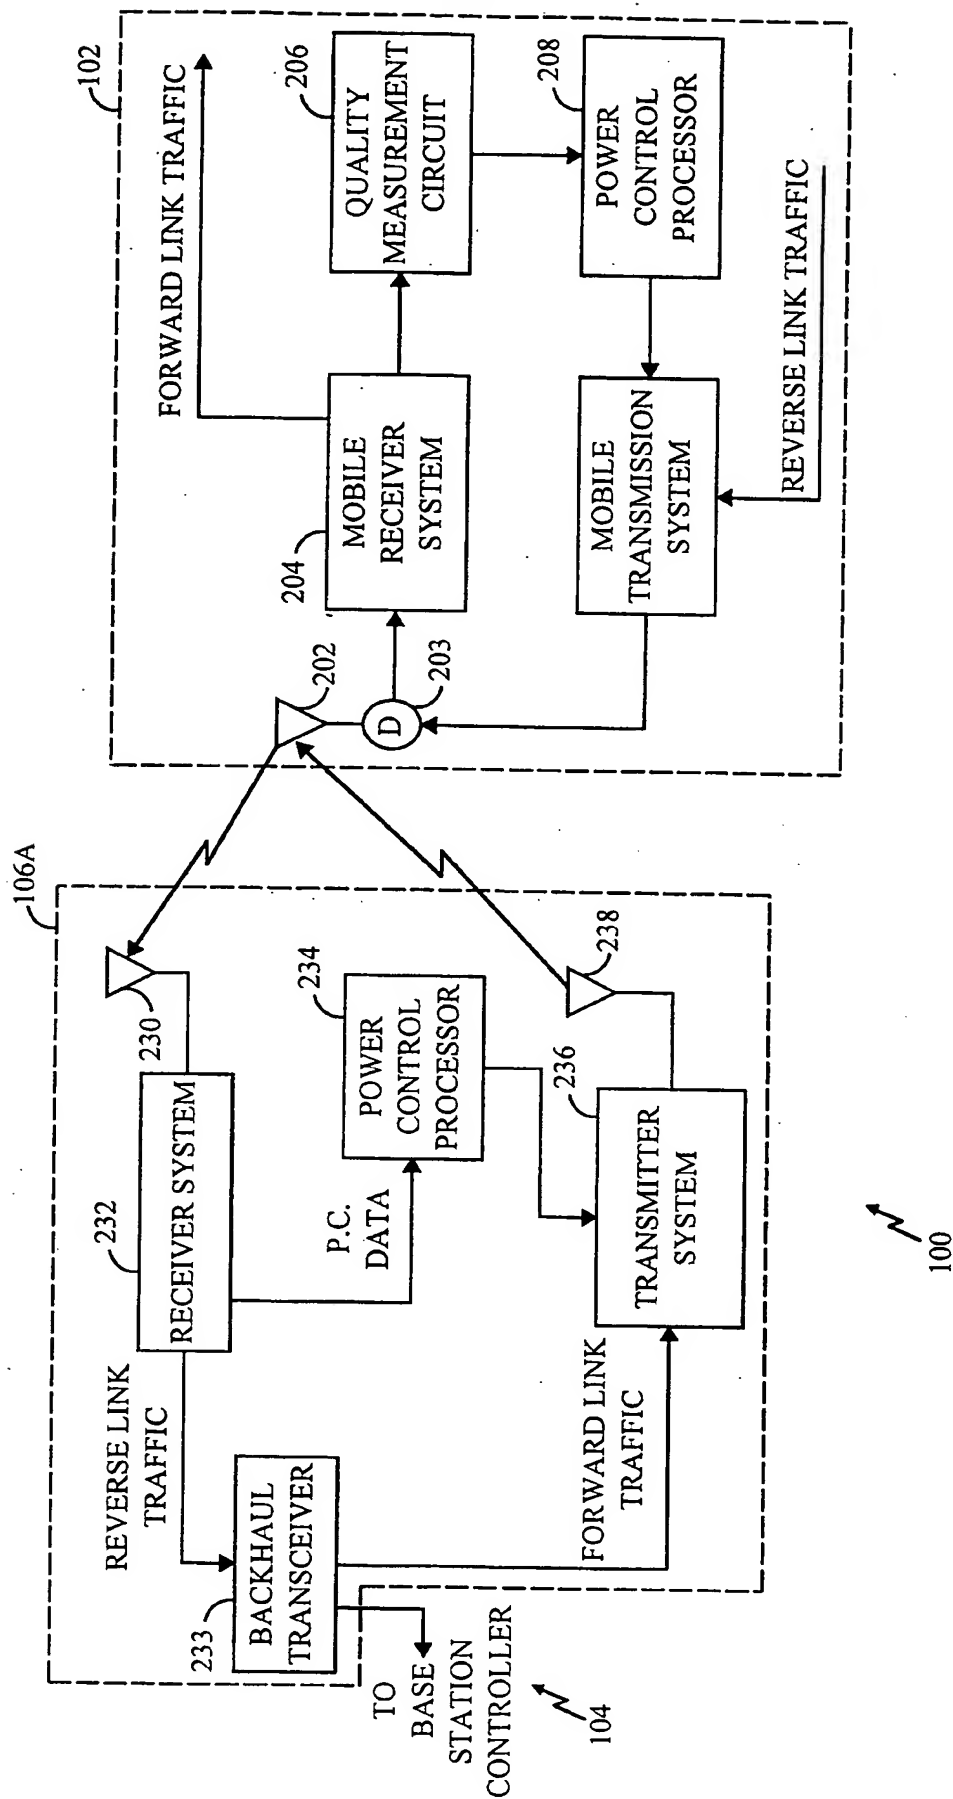 106A
230
232
RECEIVER SYSTEM
REVERSE LINK
TRAFFIC
233
BACKHAUL
TRANSCEIVER
TO
BASE
STATION
CONTROLLER
104
P.C.
DATA
234
POWER
CONTROL
PROCESSOR
236
TRANSMITTER
SYSTEM
238
FORWARD LINK
TRAFFIC
100
102
FORWARD LINK TRAFFIC
202
D
203
204
MOBILE
RECEIVER
SYSTEM
206
QUALITY
MEASUREMENT
CIRCUIT
208
POWER
CONTROL
PROCESSOR
MOBILE
TRANSMISSION
SYSTEM
REVERSE LINK TRAFFIC